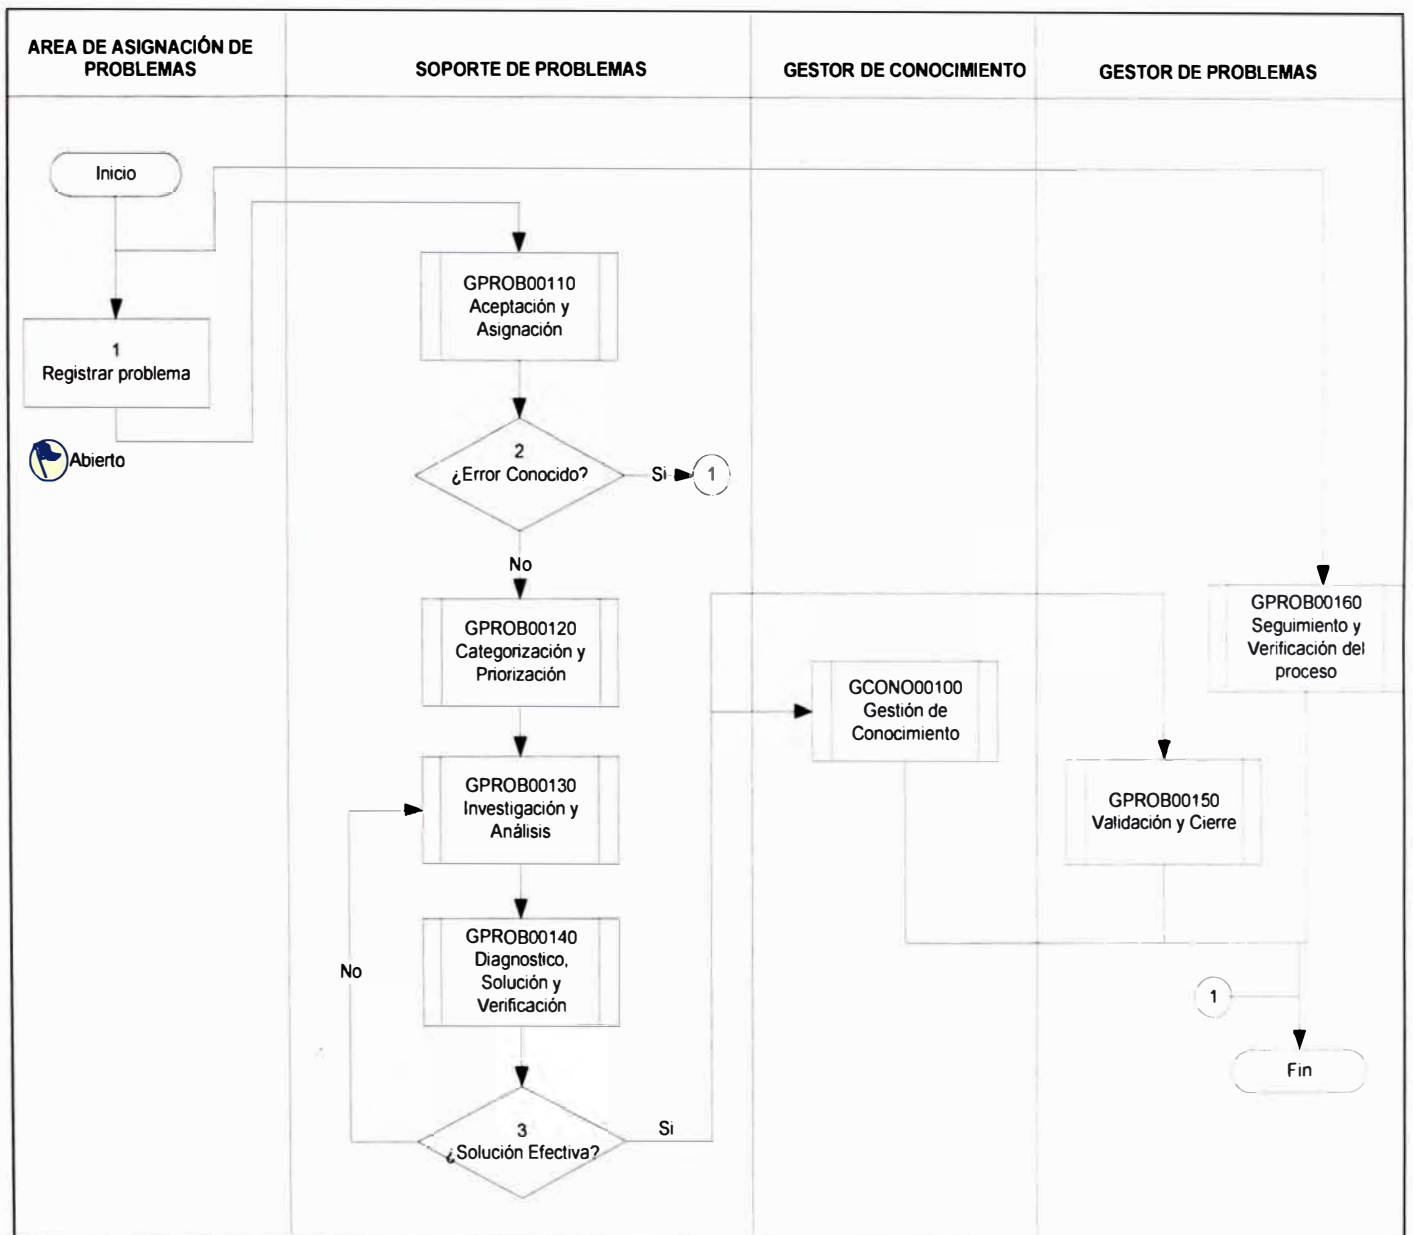 AREA DE ASIGNACIÓN DE
PROBLEMAS
SOPORTE DE PROBLEMAS
GESTOR DE CONOCIMIENTO
GESTOR DE PROBLEMAS
Inicio
1
Registrar problema
Abierto
GPROB00110
Aceptación y
Asignación
2
¿Error Conocido?
Si
1
No
GPROB00120
Categorización y
Priorización
GPROB00130
Investigación y
Análisis
GPROB00140
Diagnostico,
Solución y
Verificación
No
3
¿Solución Efectiva?
Si
GCONO00100
Gestión de
Conocimiento
GPROB00160
Seguimiento y
Verificación del
proceso
GPROB00150
Validación y Cierre
1
Fin